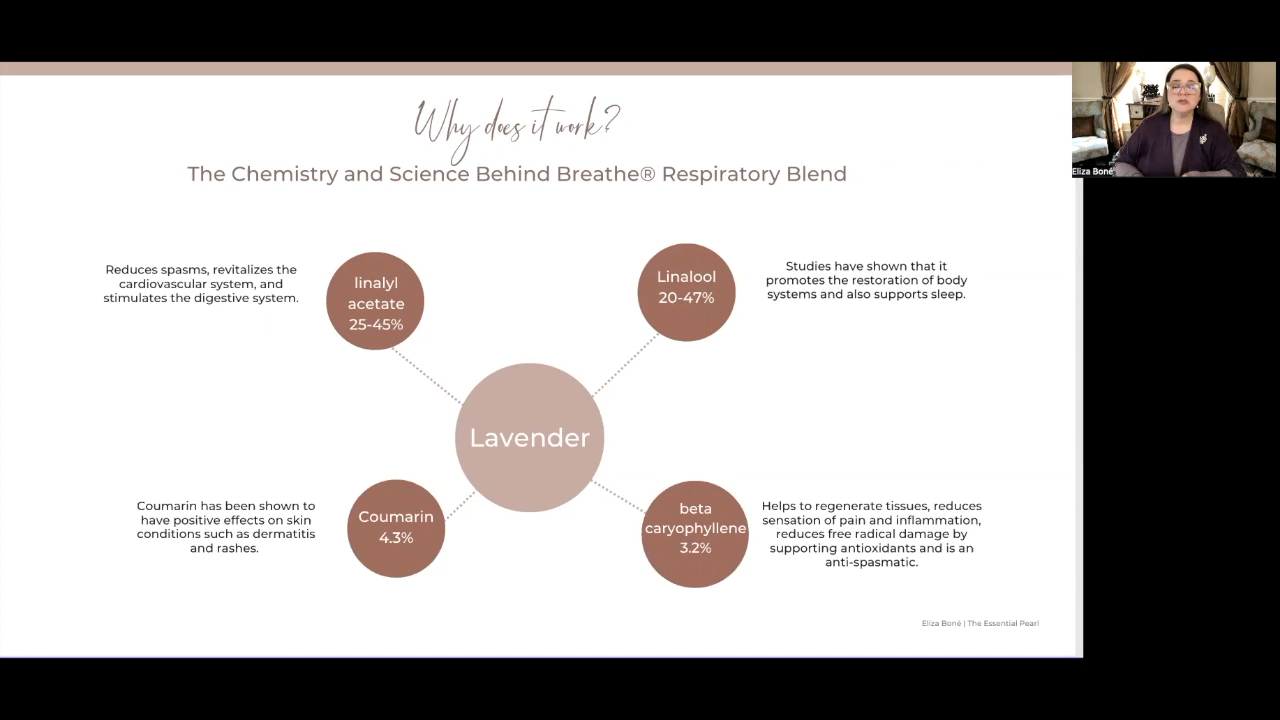 Why does it work?
The Chemistry and Science Behind Breathe® Respiratory Blend
Eliza Boné
Reduces spasms, revitalizes the
cardiovascular system, and
stimulates the digestive system.
linalyl
acetate
25-45%
Linalool
20-47%
Studies have shown that it
promotes the restoration of body
systems and also supports sleep.
Lavender
Coumarin has been shown to
have positive effects on skin
conditions such as dermatitis
and rashes.
Coumarin
4.3%
beta
caryophyllene
3.2%
Helps to regenerate tissues, reduces
sensation of pain and inflammation,
reduces free radical damage by
supporting antioxidants and is an
anti-spasmatic.
Eliza Boné | The Essential Pearl